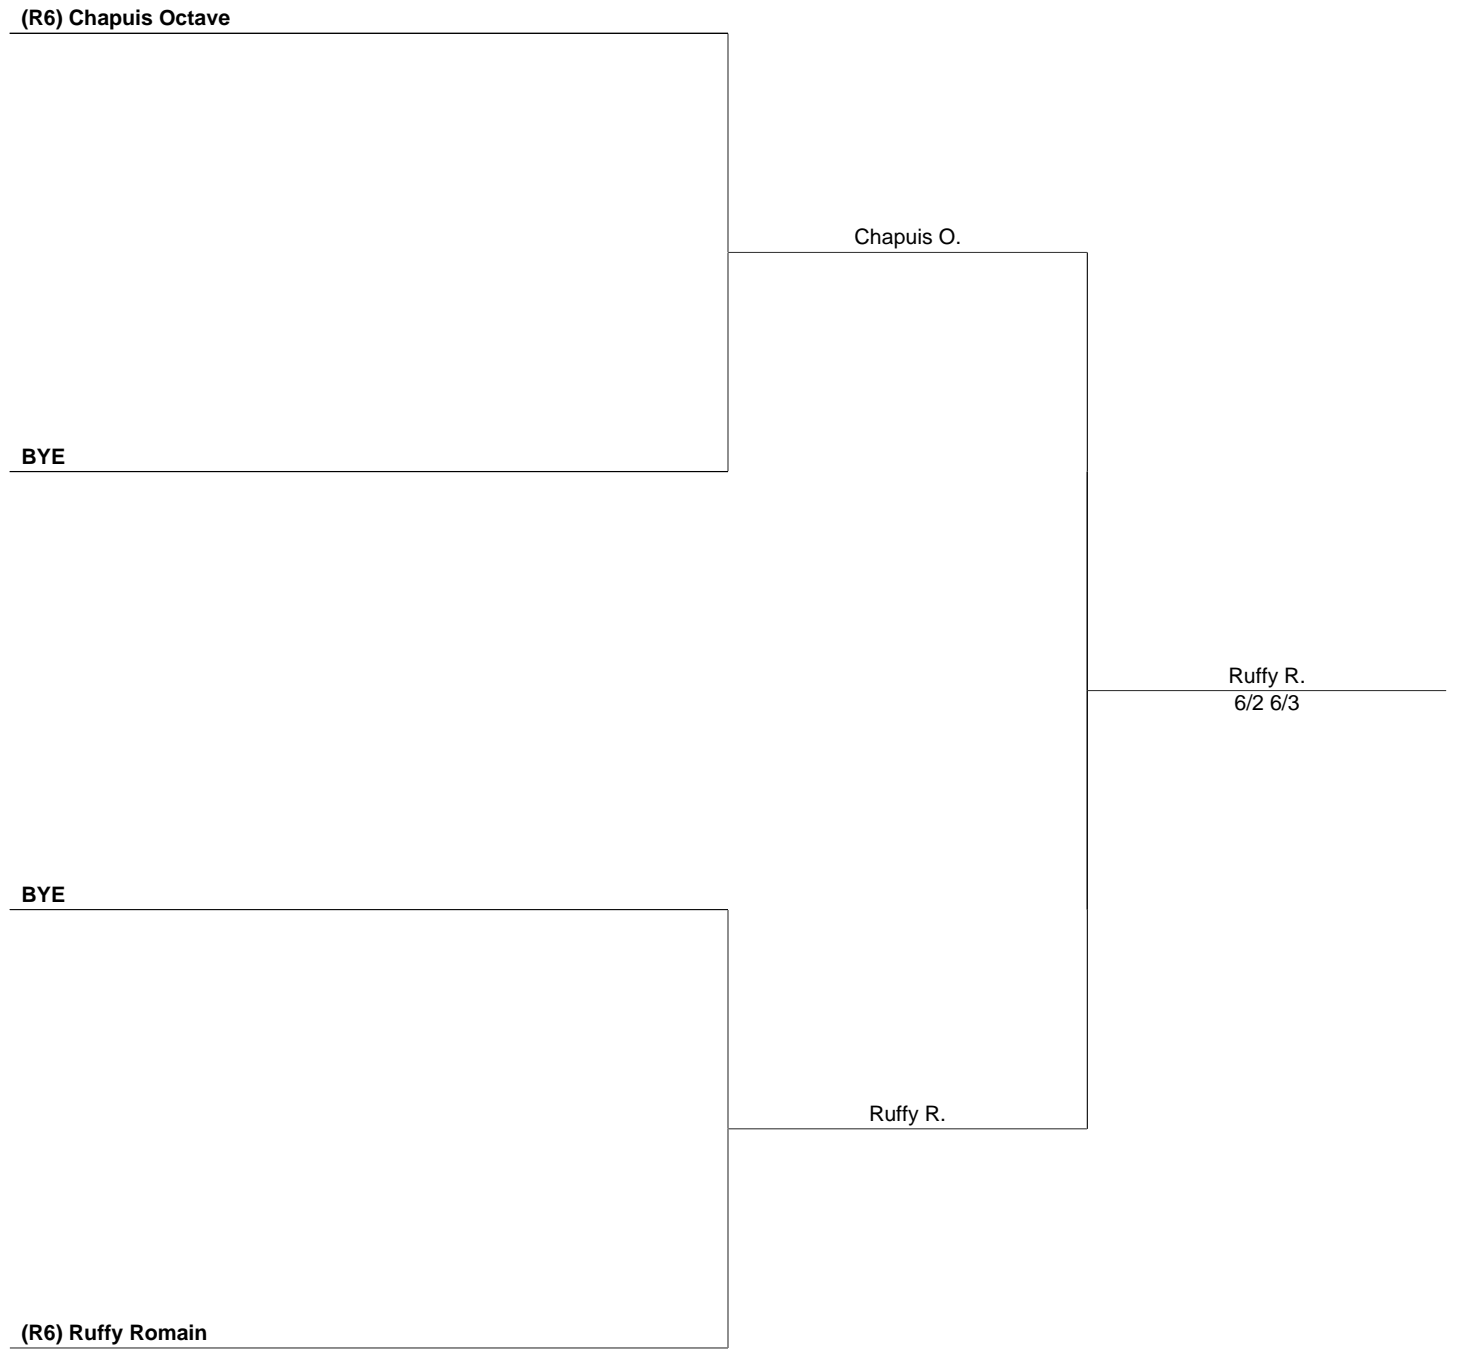 (R6) Chapuis Octave
Chapuis O.
BYE
Ruffy R.
6/2 6/3
BYE
Ruffy R.
(R6) Ruffy Romain